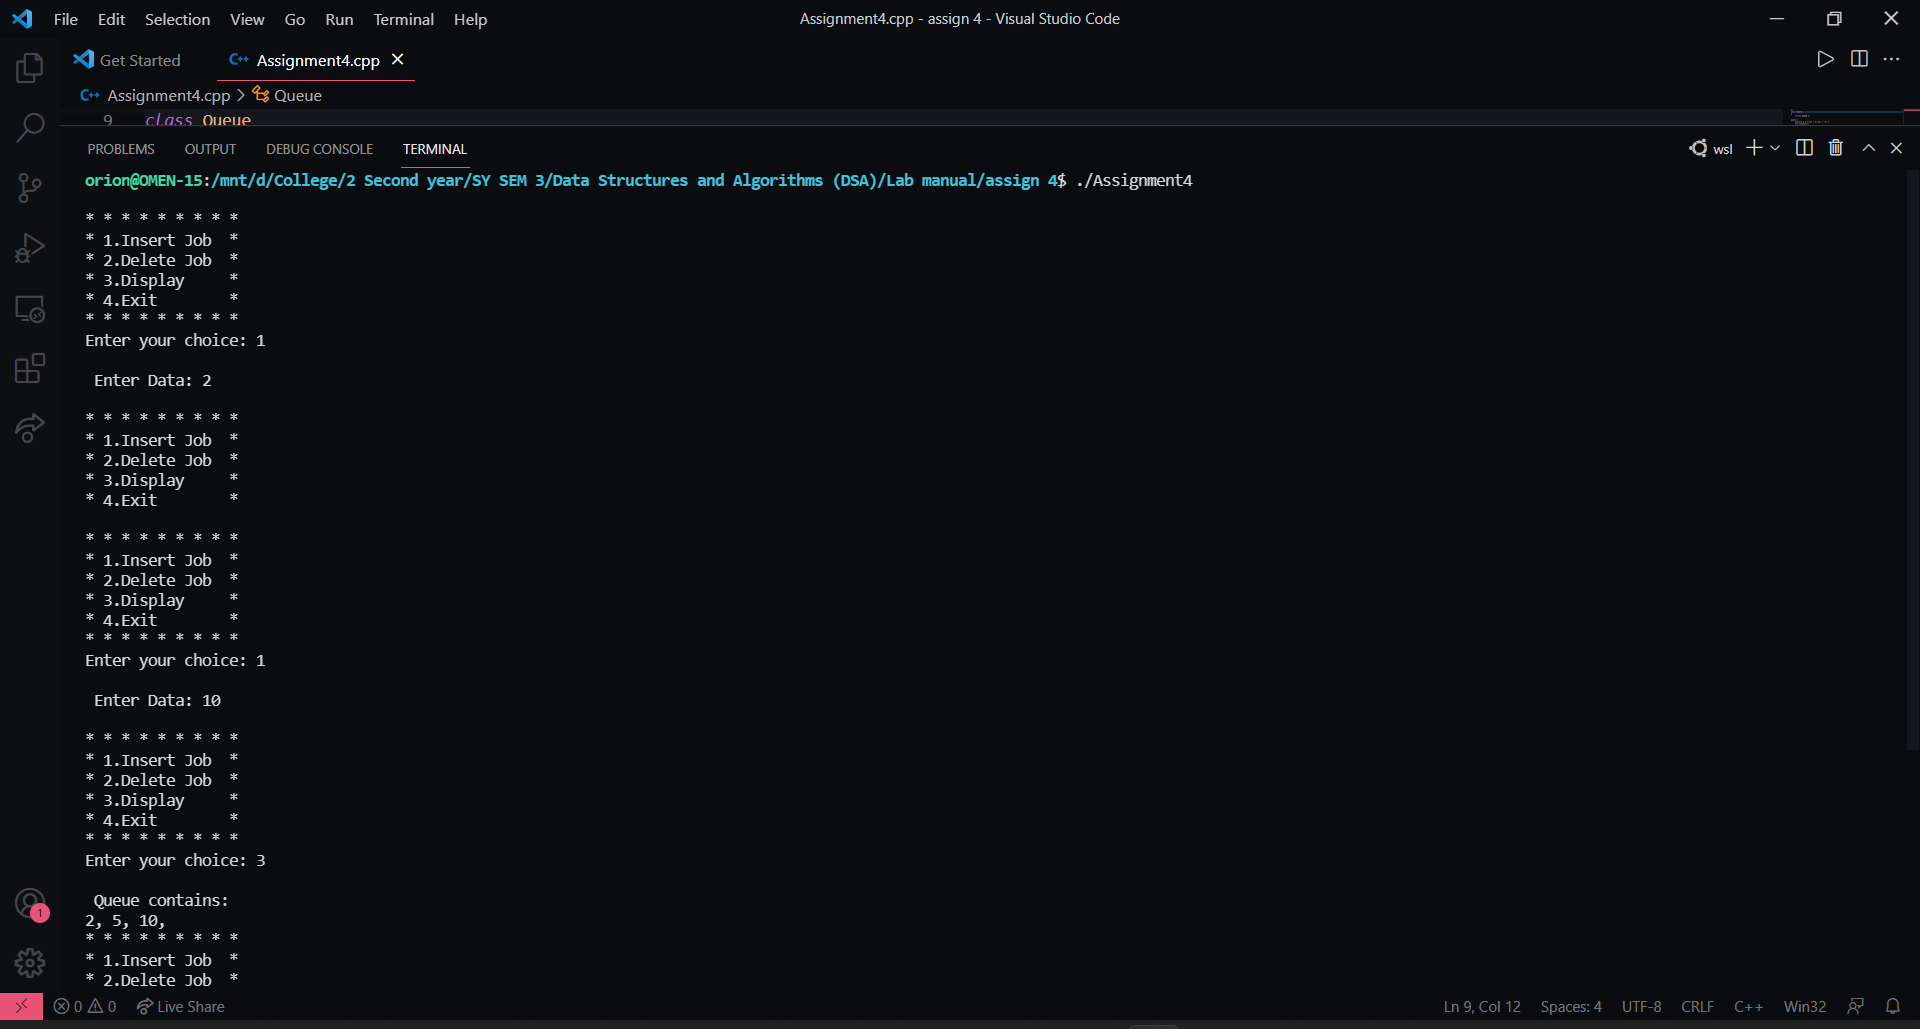 File Edit Selection View Go Run Terminal Help
Assignment4.cpp - assign 4 - Visual Studio Code
Get Started
C++ Assignment4.cpp
C++ Assignment4.cpp > Queue
9 class Queue
PROBLEMS OUTPUT DEBUG CONSOLE TERMINAL
wsl
orion@OMEN-15:/mnt/d/College/2 Second year/SY SEM 3/Data Structures and Algorithms (DSA)/Lab manual/assign 4$ ./Assignment4
* * * * * * * * *
* 1.Insert Job  *
* 2.Delete Job  *
* 3.Display     *
* 4.Exit        *
* * * * * * * * *
Enter your choice: 1
Enter Data: 2
* * * * * * * * *
* 1.Insert Job  *
* 2.Delete Job  *
* 3.Display     *
* 4.Exit        *
* * * * * * * * *
* 1.Insert Job  *
* 2.Delete Job  *
* 3.Display     *
* 4.Exit        *
* * * * * * * * *
Enter your choice: 1
Enter Data: 10
* * * * * * * * *
* 1.Insert Job  *
* 2.Delete Job  *
* 3.Display     *
* 4.Exit        *
* * * * * * * * *
Enter your choice: 3
Queue contains:
2, 5, 10,
* * * * * * * * *
* 1.Insert Job  *
* 2.Delete Job  *
1
0 0 Live Share
Ln 9, Col 12 Spaces: 4 UTF-8 CRLF C++ Win32